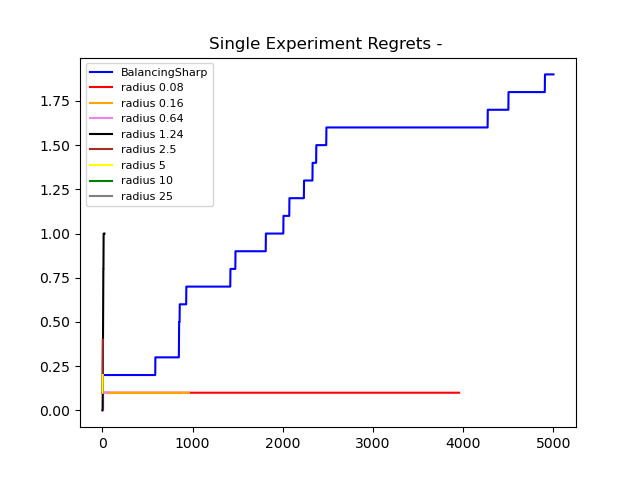 Single Experiment Regrets -
BalancingSharp
radius 0.08
radius 0.16
radius 0.64
radius 1.24
radius 2.5
radius 5
radius 10
radius 25
1.75
1.50
1.25
1.00
0.75
0.50
0.25
0.00
0 1000 2000 3000 4000 5000